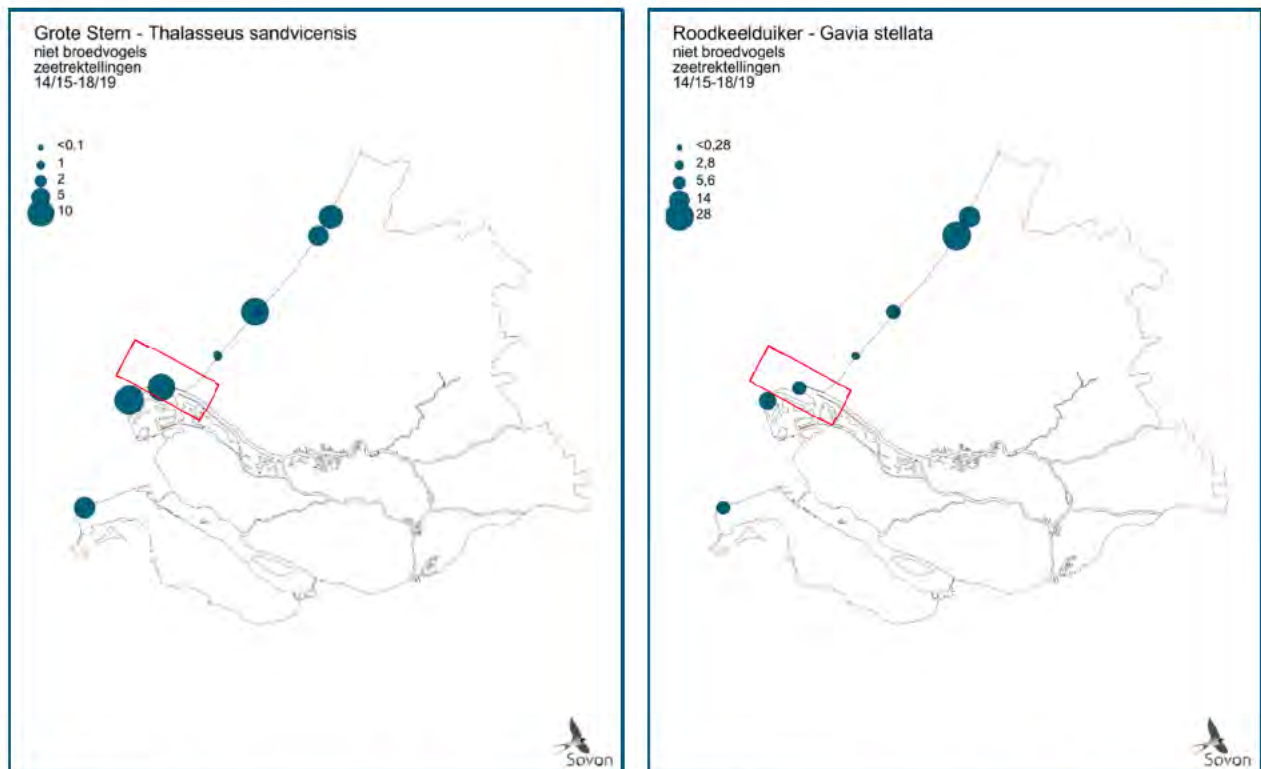 Grote Stern - Thalasseus sandvicensis
niet broedvogels
zeetrektellingen
14/15-18/19
<0,1
1
2
5
10
Sovon
Roodkeelduiker - Gavia stellata
niet broedvogels
zeetrektellingen
14/15-18/19
<0,28
2,8
5,6
14
28
Sovon